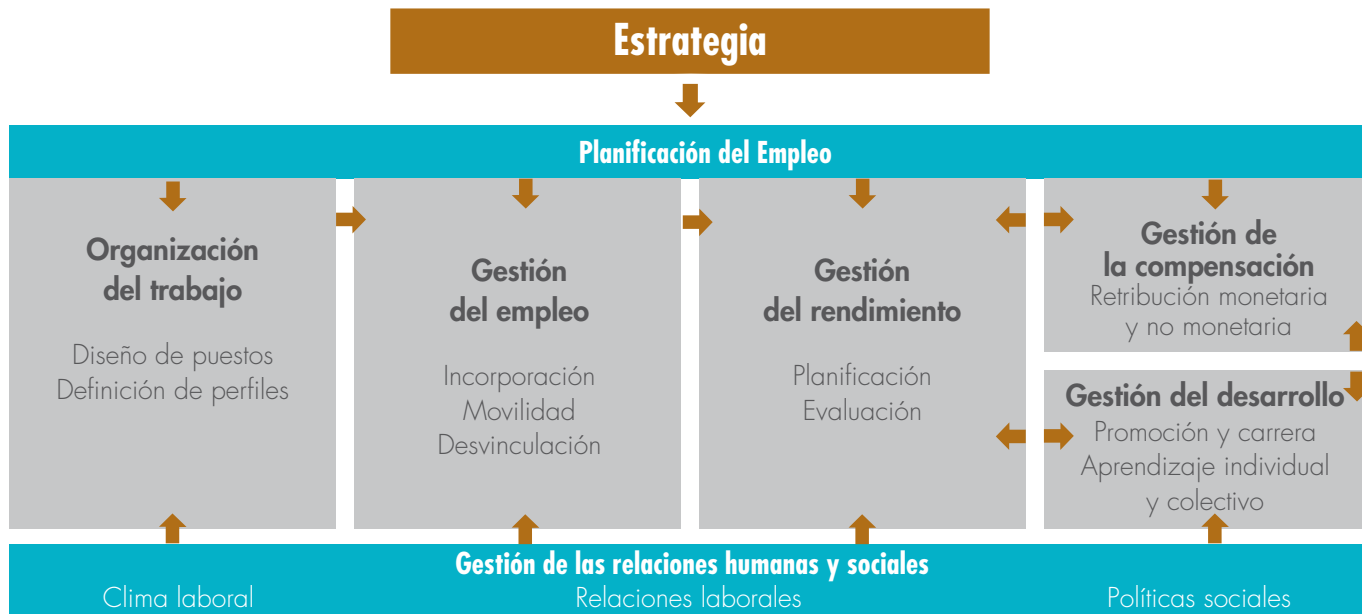 Estrategia
Planificación del Empleo
Organización
del trabajo
Diseño de puestos
Definición de perfiles
Gestión
del empleo
Incorporación
Movilidad
Desvinculación
Gestión
del rendimiento
Planificación
Evaluación
Gestión de
la compensación
Retribución monetaria
y no monetaria
Gestión del desarrollo
Promoción y carrera
Aprendizaje individual
y colectivo
Gestión de las relaciones humanas y sociales
Clima laboral
Relaciones laborales
Políticas sociales